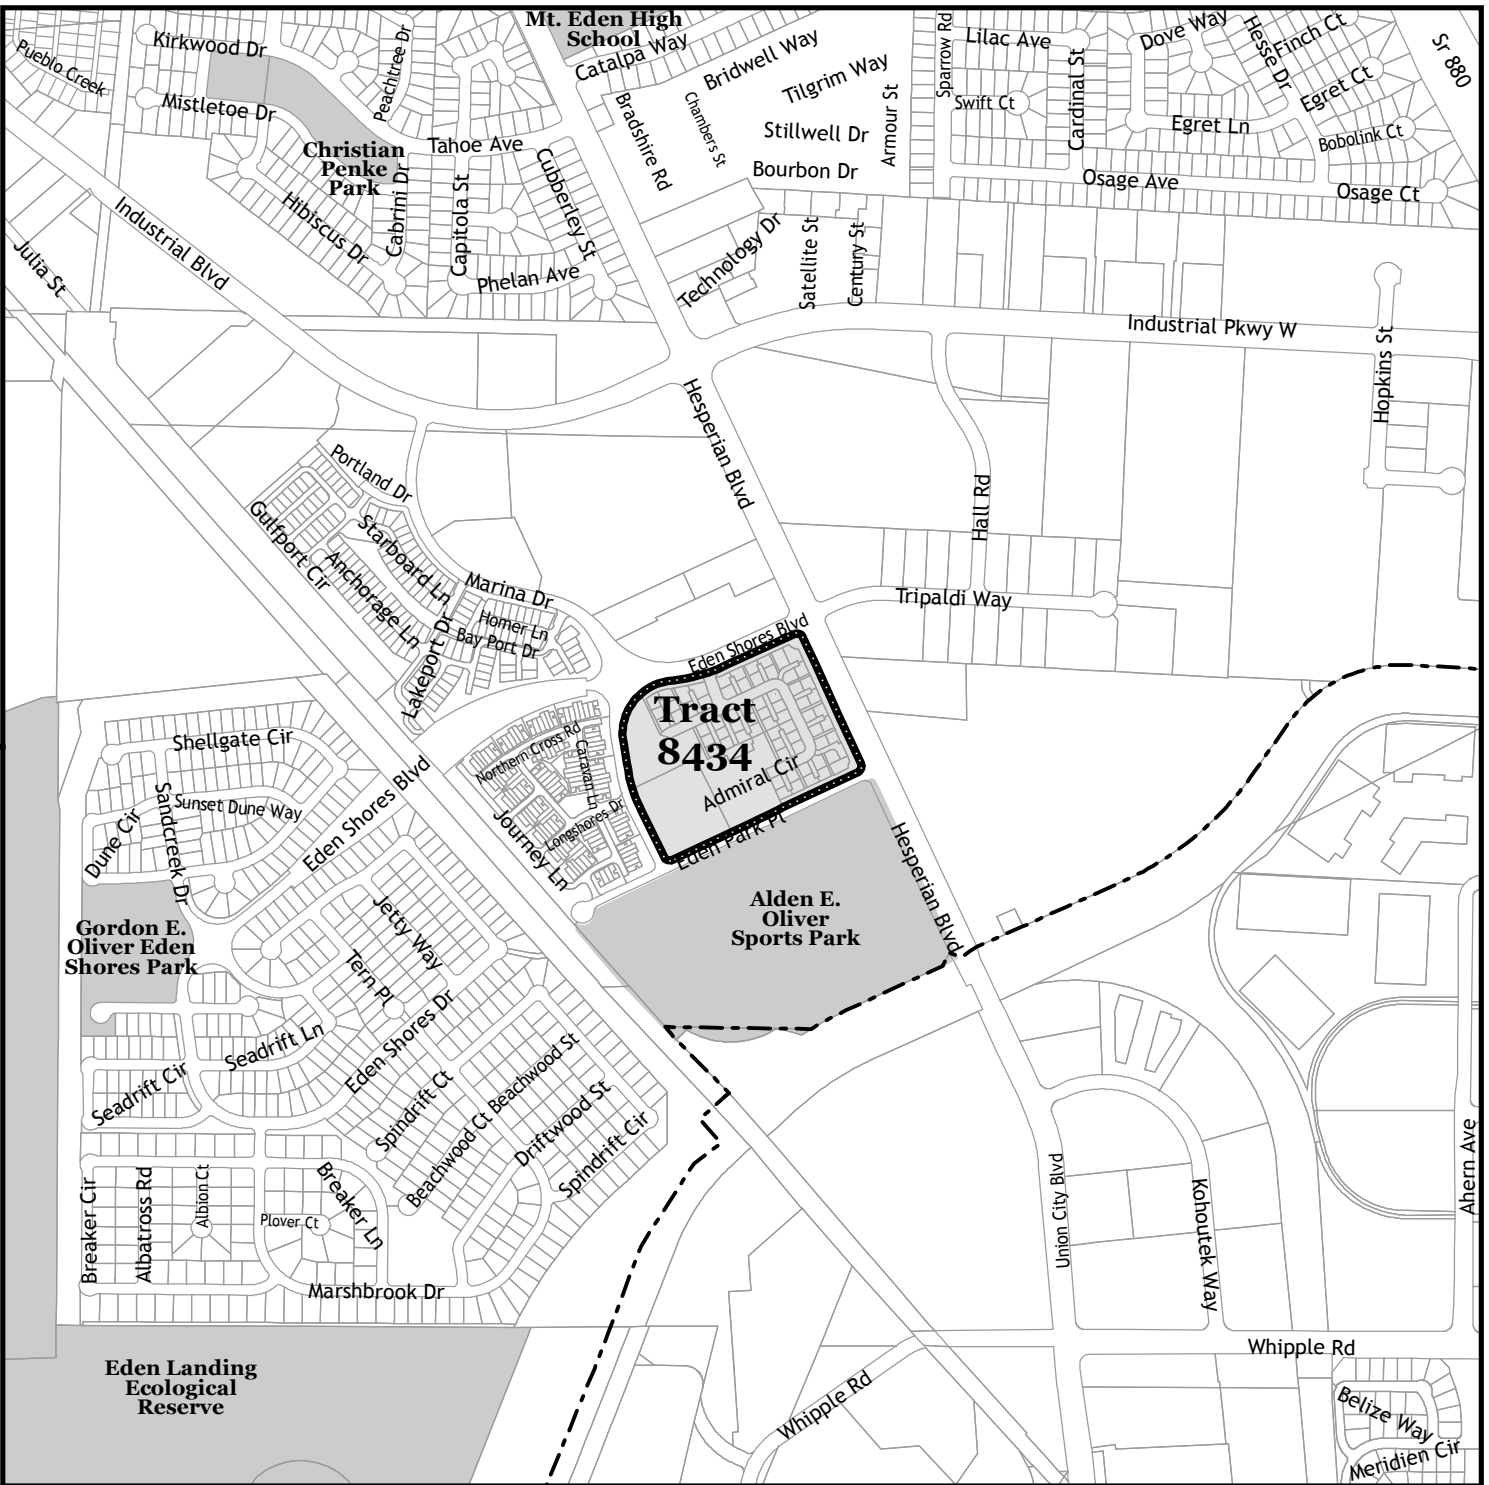 Mt. Eden High
School
Kirkwood Dr
Pueblo Creek
Peachtree Dr
Mistletoe Dr
Christian
Penke
Park
Tahoe Ave
Cabrini Dr
Capitola St
Cubberley St
Hibiscus Dr
Phelan Ave
Industrial Blvd
Julia St
Catalpa Way
Bridwell Way
Tilgrim Way
Bradshire Rd
Chambers St
Stillwell Dr
Bourbon Dr
Armour St
Sparrow Rd
Lilac Ave
Swift Ct
Cardinal St
Dove Way
Hesse Dr
Finch Ct
Egret Ct
Egret Ln
Bobolink Ct
Sr 880
Osage Ave
Osage Ct
Technology Dr
Satellite St
Century St
Industrial Pkwy W
Hopkins St
Hesperian Blvd
Hall Rd
Tripaldi Way
Portland Dr
Gulfport Cir
Starboard Ln
Anchorage Ln
Marina Dr
Homer Ln
Bay Port Dr
Lakeport Dr
Eden Shores Blvd
Tract
8434
Admiral Cir
Eden Park Pl
Northern Cross Rd
Caravan Ln
Longshores Dr
Journey Ln
Shellgate Cir
Sunset Dune Way
Sandcreek Dr
Dune Cir
Eden Shores Blvd
Gordon E.
Oliver Eden
Shores Park
Alden E.
Oliver
Sports Park
Hesperian Blvd
Jetty Way
Tern Pl
Eden Shores Dr
Seadrift Ln
Seadrift Cir
Spindrift Ct
Beachwood St
Beachwood Ct
Driftwood St
Spindrift Cir
Breaker Cir
Albatross Rd
Albion Ct
Plover Ct
Breaker Ln
Marshbrook Dr
Union City Blvd
Kohoutek Way
Ahern Ave
Whipple Rd
Whipple Rd
Belize Way
Meridien Cir
Eden Landing
Ecological
Reserve